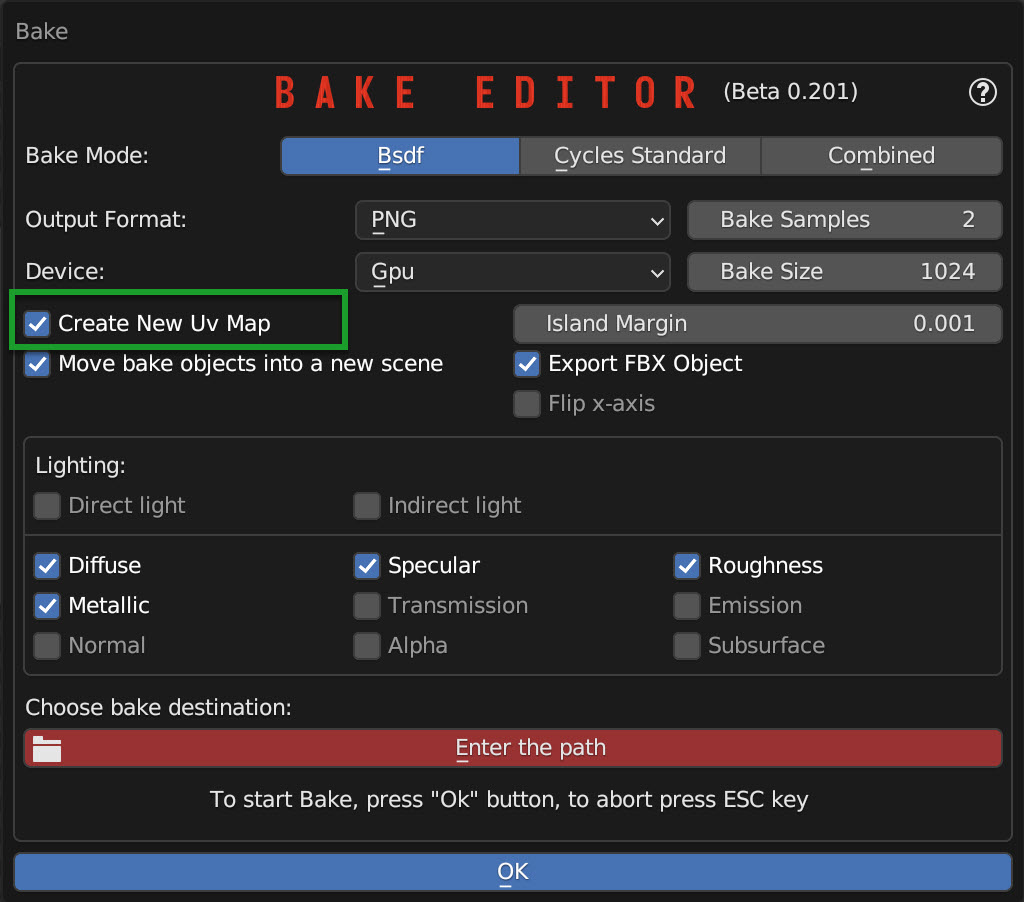 Bake
BAKE EDITOR (Beta 0.201) ?
Bake Mode: Bsdf Cycles Standard Combined
Output Format: PNG Bake Samples 2
Device: Gpu Bake Size 1024
Create New Uv Map Island Margin 0.001
Move bake objects into a new scene Export FBX Object
Flip x-axis
Lighting:
Direct light Indirect light
Diffuse Specular Roughness
Metallic Transmission Emission
Normal Alpha Subsurface
Choose bake destination:
Enter the path
To start Bake, press "Ok" button, to abort press ESC key
OK